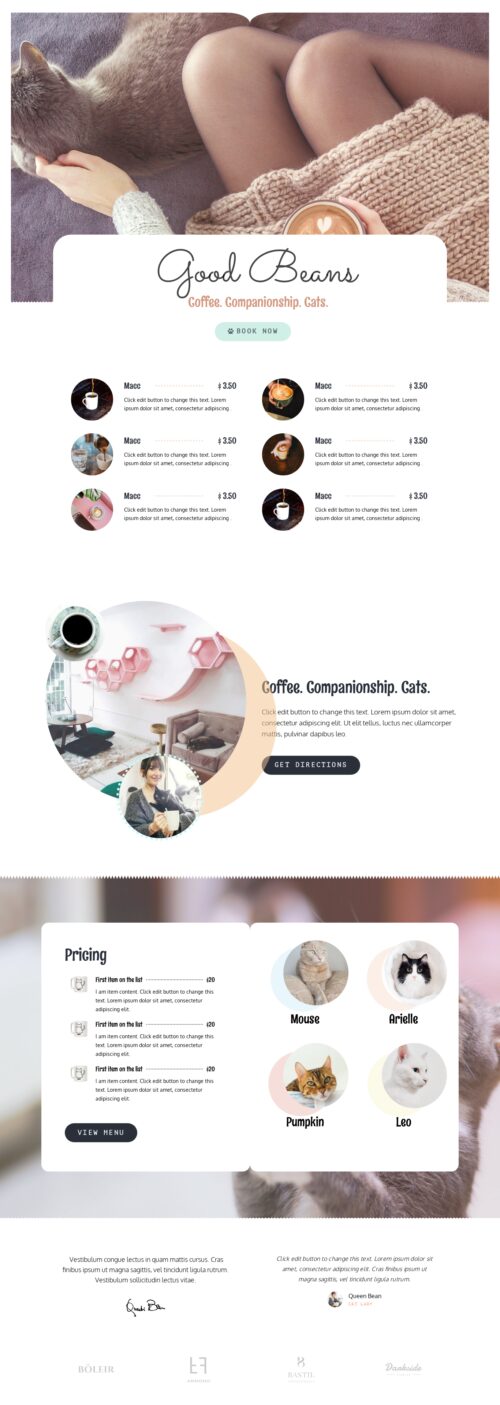 Good Beans
Coffee. Companionship. Cats.
BOOK NOW
Mace $ 3.50
Click edit button to change this text. Lorem
ipsum dolor sit amet, consectetur adipiscing
Mace $ 3.50
Click edit button to change this text. Lorem
ipsum dolor sit amet, consectetur adipiscing
Mace $ 3.50
Click edit button to change this text. Lorem
ipsum dolor sit amet, consectetur adipiscing
Mace $ 3.50
Click edit button to change this text. Lorem
ipsum dolor sit amet, consectetur adipiscing
Mace $ 3.50
Click edit button to change this text. Lorem
ipsum dolor sit amet, consectetur adipiscing
Mace $ 3.50
Click edit button to change this text. Lorem
ipsum dolor sit amet, consectetur adipiscing
Coffee. Companionship. Cats.
Click edit button to change this text. Lorem ipsum dolor sit amet,
consectetur adipiscing elit. Ut elit tellus, luctus nec ullamcorper
mattis, pulvinar dapibus leo.
GET DIRECTIONS
Pricing
First item on the list $20
I am item content. Click edit button to change this
text. Lorem ipsum dolor sit amet, consectetur
adipiscing elit.
First item on the list $20
I am item content. Click edit button to change this
text. Lorem ipsum dolor sit amet, consectetur
adipiscing elit.
First item on the list $20
I am item content. Click edit button to change this
text. Lorem ipsum dolor sit amet, consectetur
adipiscing elit.
VIEW MENU
Mouse
Arielle
Pumpkin
Leo
Vestibulum congue lectus in quam mattis cursus. Cras
finibus ipsum ut magna sagittis, vel tincidunt ligula rutrum.
Vestibulum sollicitudin lectus vitae.
Queen Bean
Click edit button to change this text. Lorem ipsum dolor sit
amet, consectetur adipiscing elit. Cras finibus ipsum ut
magna sagittis, vel tincidunt ligula rutrum.
Queen Bean
CAT LADY
BOLEIR
BASTIL
Darkside